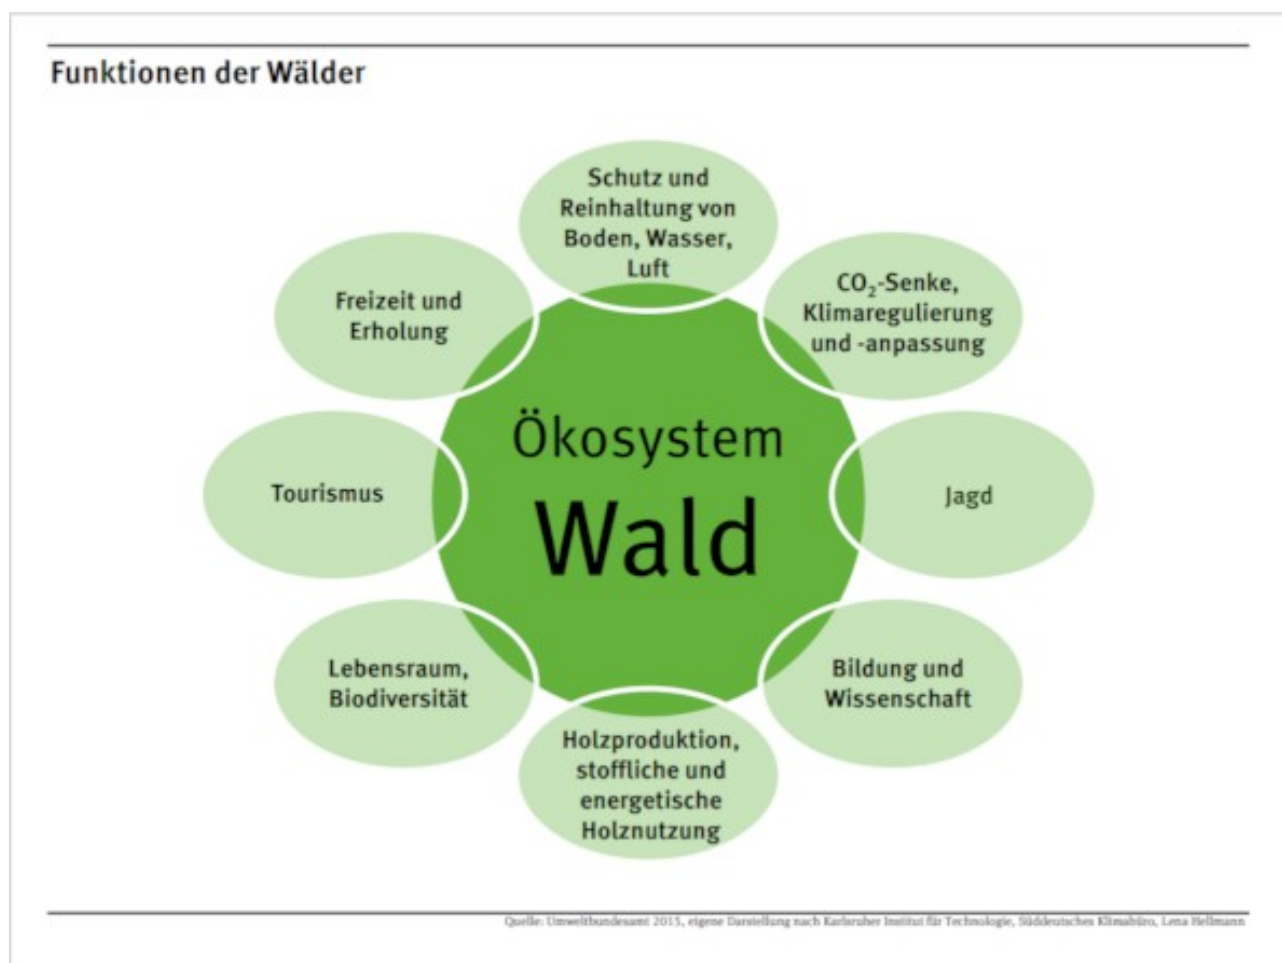 Funktionen der Wälder
Schutz und
Reinhaltung von
Boden, Wasser,
Luft
CO₂-Senke,
Klimaregulierung
und -anpassung
Jagd
Bildung und
Wissenschaft
Holzproduktion,
stoffliche und
energetische
Holznutzung
Lebensraum,
Biodiversität
Tourismus
Freizeit und
Erholung
Ökosystem
Wald
Quelle: Umweltbundesamt 2015, eigene Darstellung nach Karlsruher Institut für Technologie, Süddeutsches Klimabüro, Lena Hellmann